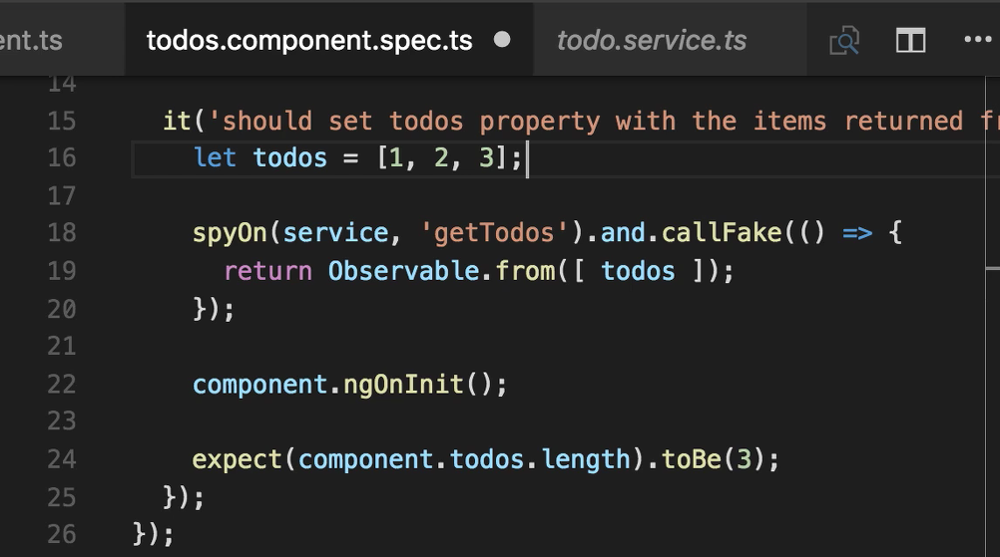 ent.ts todos.component.spec.ts todo.service.ts
14
15 it('should set todos property with the items returned fr
16 let todos = [1, 2, 3];
17
18 spyOn(service, 'getTodos').and.callFake(() => {
19 return Observable.from([ todos ]);
20 });
21
22 component.ngOnInit();
23
24 expect(component.todos.length).toBe(3);
25 });
26 });